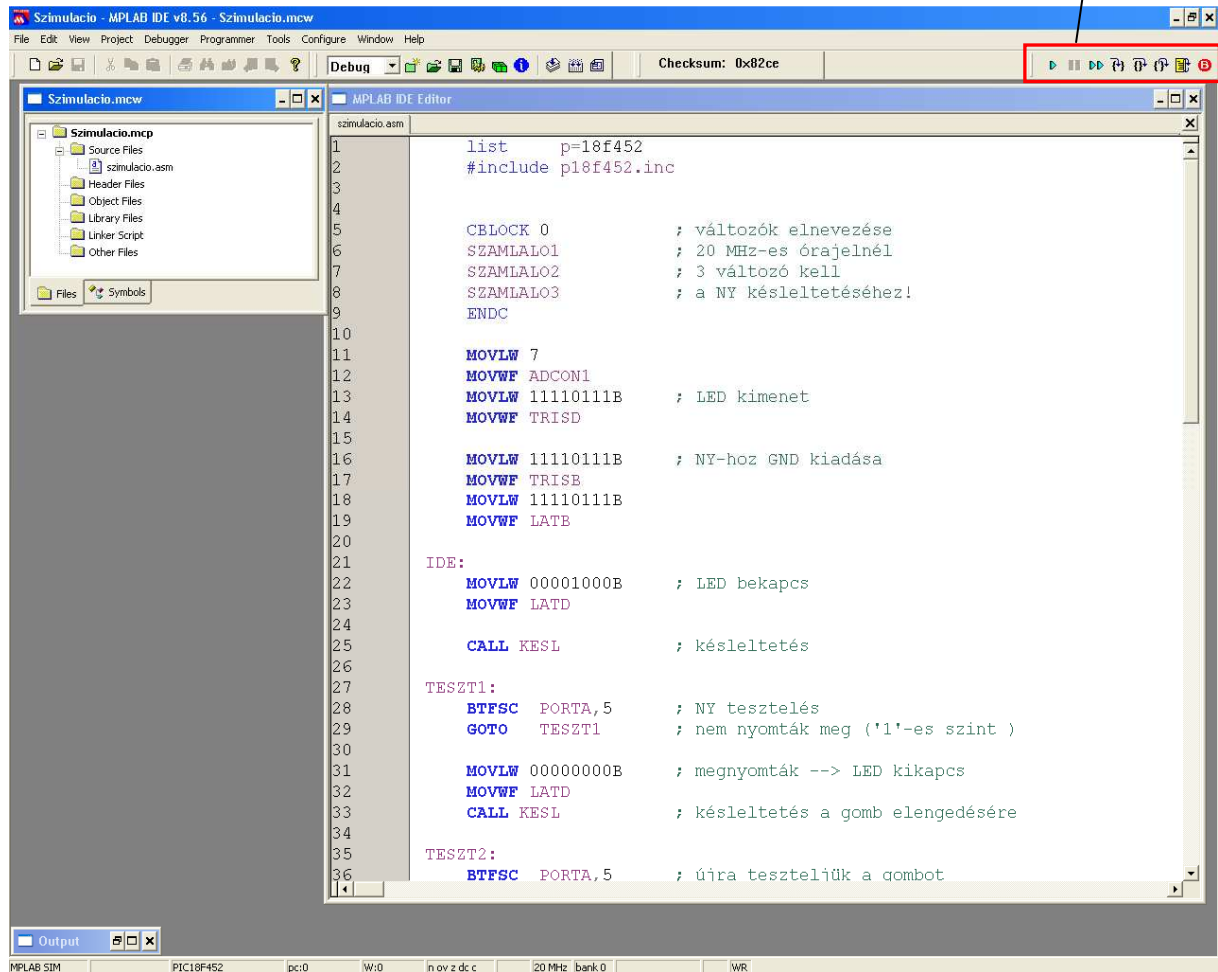 Szimulacio - MPLAB IDE v8.56 - Szimulacio.mcw
File Edit View Project Debugger Programmer Tools Configure Window Help
Debug Checksum: 0x82ce
Szimulacio.mcw
Szimulacio.mcp
Source Files
szimulacio.asm
Header Files
Object Files
Library Files
Linker Script
Other Files
Files Symbols
MPLAB IDE Editor
szimulacio.asm
1 list p=18f452
2 #include p18f452.inc
3
4
5 CBLOCK 0 ; változók elnevezése
6 SZAMLALO1 ; 20 MHz-es órajelnél
7 SZAMLALO2 ; 3 változó kell
8 SZAMLALO3 ; a NY késleltetéséhez!
9 ENDC
10
11 MOVLW 7
12 MOVWF ADCON1
13 MOVLW 11110111B ; LED kimenet
14 MOVWF TRISD
15
16 MOVLW 11110111B ; NY-hoz GND kiadása
17 MOVWF TRISB
18 MOVLW 11110111B
19 MOVWF LATB
20
21 IDE:
22 MOVLW 00001000B ; LED bekapcs
23 MOVWF LATD
24
25 CALL KESL ; késleltetés
26
27 TESZT1:
28 BTFSC PORTA,5 ; NY tesztelés
29 GOTO TESZT1 ; nem nyomták meg ('1'-es szint )
30
31 MOVLW 00000000B ; megnyomták --> LED kikapcs
32 MOVWF LATD
33 CALL KESL ; késleltetés a gomb elengedésére
34
35 TESZT2:
36 BTFSC PORTA,5 ; újra teszteljük a gombot
Output
MPLAB SIM PIC18F452 pc:0 W:0 n ov z dc c 20 MHz bank 0 WR